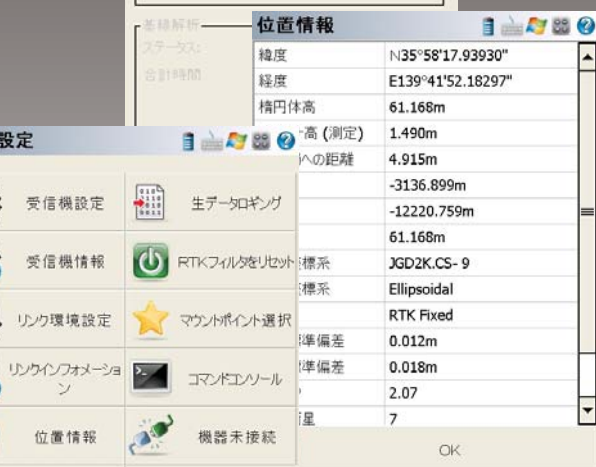 基線解析
ステータス:
合計時間
位置情報
緯度 N35°58'17.93930"
経度 E139°41'52.18297"
楕円体高 61.168m
高 (測定) 1.490m
への距離 4.915m
-3136.899m
-12220.759m
61.168m
標系 JGD2K.CS- 9
標系 Ellipsoidal
RTK Fixed
準偏差 0.012m
準偏差 0.018m
2.07
星 7
OK
設定
受信機設定
生データロギング
受信機情報
RTKフィルタをリセット
リンク環境設定
マウントポイント選択
リンクインフォメーショ
ン
コマンドコンソール
位置情報
機器未接続